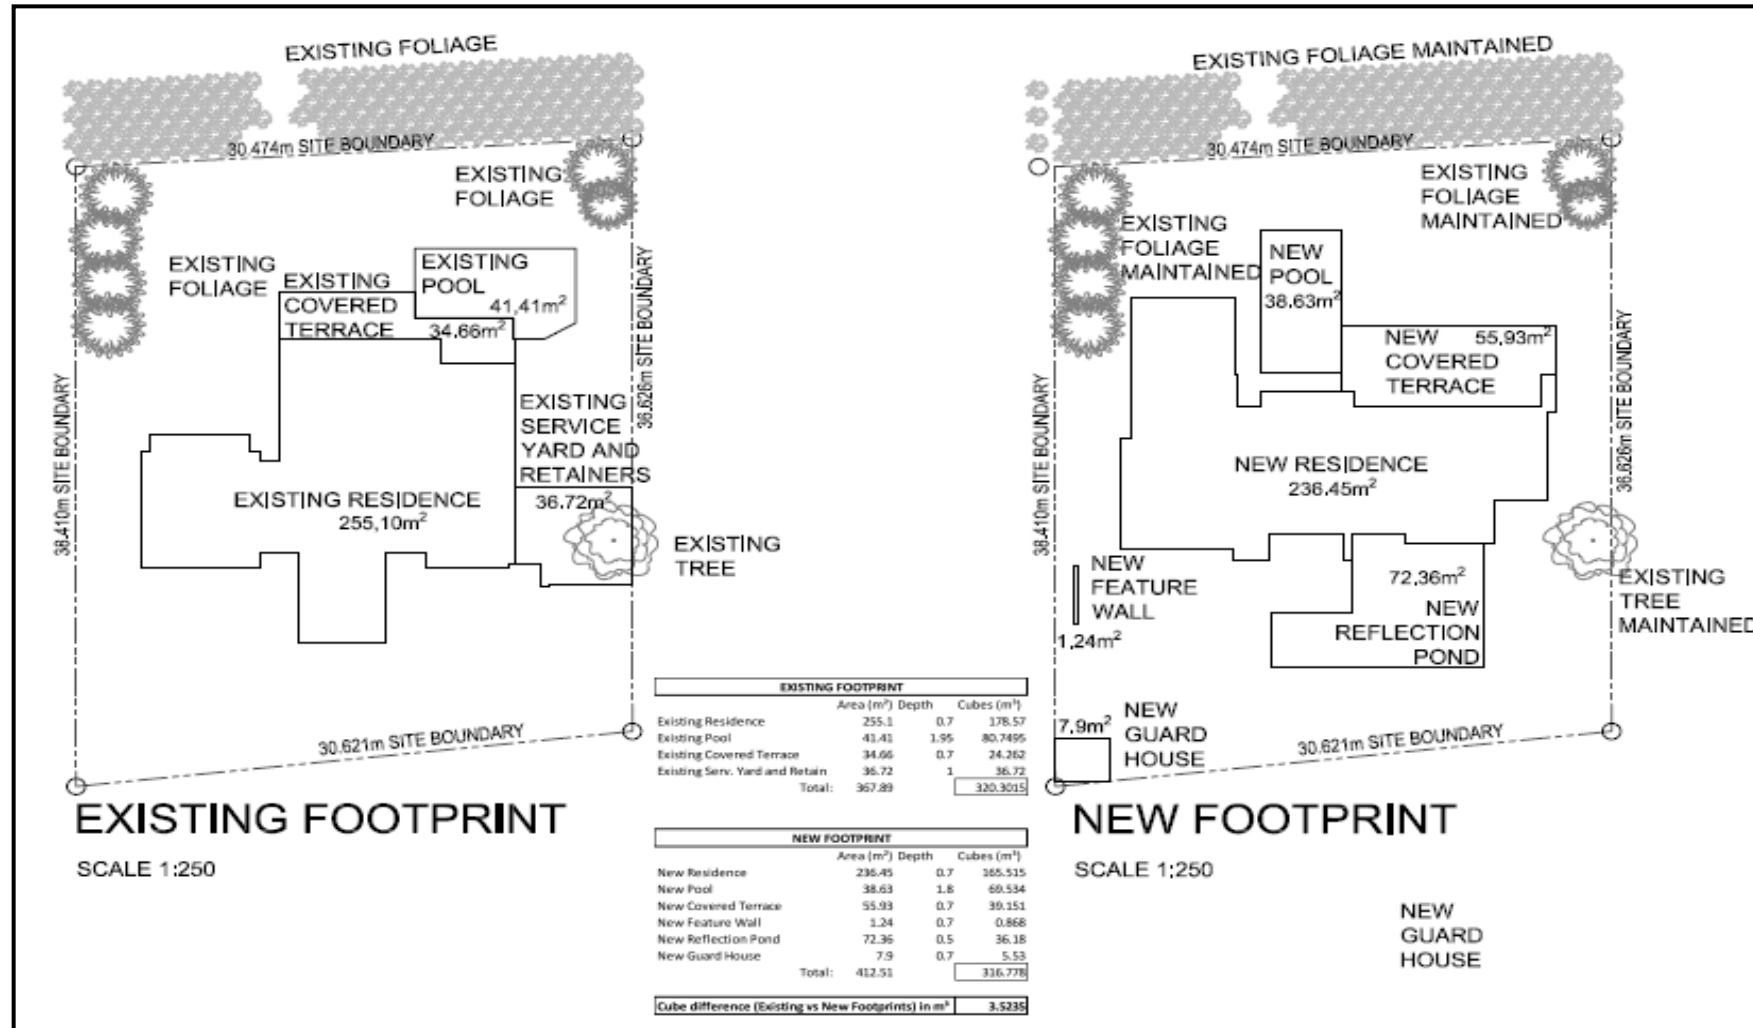 EXISTING FOLIAGE
30.474m SITE BOUNDARY
EXISTING
FOLIAGE
EXISTING
FOLIAGE
EXISTING
COVERED
TERRACE
34.66m²
EXISTING
POOL
41,41m²
36.626m SITE BOUNDARY
38.410m SITE BOUNDARY
EXISTING
SERVICE
YARD AND
RETAINERS
36.72m²
EXISTING RESIDENCE
255,10m²
EXISTING
TREE
30.621m SITE BOUNDARY
EXISTING FOOTPRINT
SCALE 1:250
EXISTING FOOTPRINT
Area (m²) Depth Cubes (m³)
Existing Residence 255.1 0.7 178.57
Existing Pool 41.41 1.95 80.7495
Existing Covered Terrace 34.66 0.7 24.262
Existing Serv. Yard and Retain 36.72 1 36.72
Total: 367.89 320.3015
NEW FOOTPRINT
Area (m²) Depth Cubes (m³)
New Residence 236.45 0.7 165.515
New Pool 38.63 1.8 69.534
New Covered Terrace 55.93 0.7 39.151
New Feature Wall 1.24 0.7 0.868
New Reflection Pond 72.36 0.5 36.18
New Guard House 7.9 0.7 5.53
Total: 412.51 316.778
Cube difference (Existing vs New Footprints) in m³ 3.5235
EXISTING FOLIAGE MAINTAINED
30.474m SITE BOUNDARY
EXISTING
FOLIAGE
MAINTAINED
EXISTING
FOLIAGE
MAINTAINED
NEW
POOL
38.63m²
NEW 55,93m²
COVERED
TERRACE
36.626m SITE BOUNDARY
38.410m SITE BOUNDARY
NEW RESIDENCE
236.45m²
NEW
FEATURE
WALL
1,24m²
72,36m²
NEW
REFLECTION
POND
EXISTING
TREE
MAINTAINED
7.9m²
NEW
GUARD
HOUSE
30.621m SITE BOUNDARY
NEW FOOTPRINT
SCALE 1:250
NEW
GUARD
HOUSE